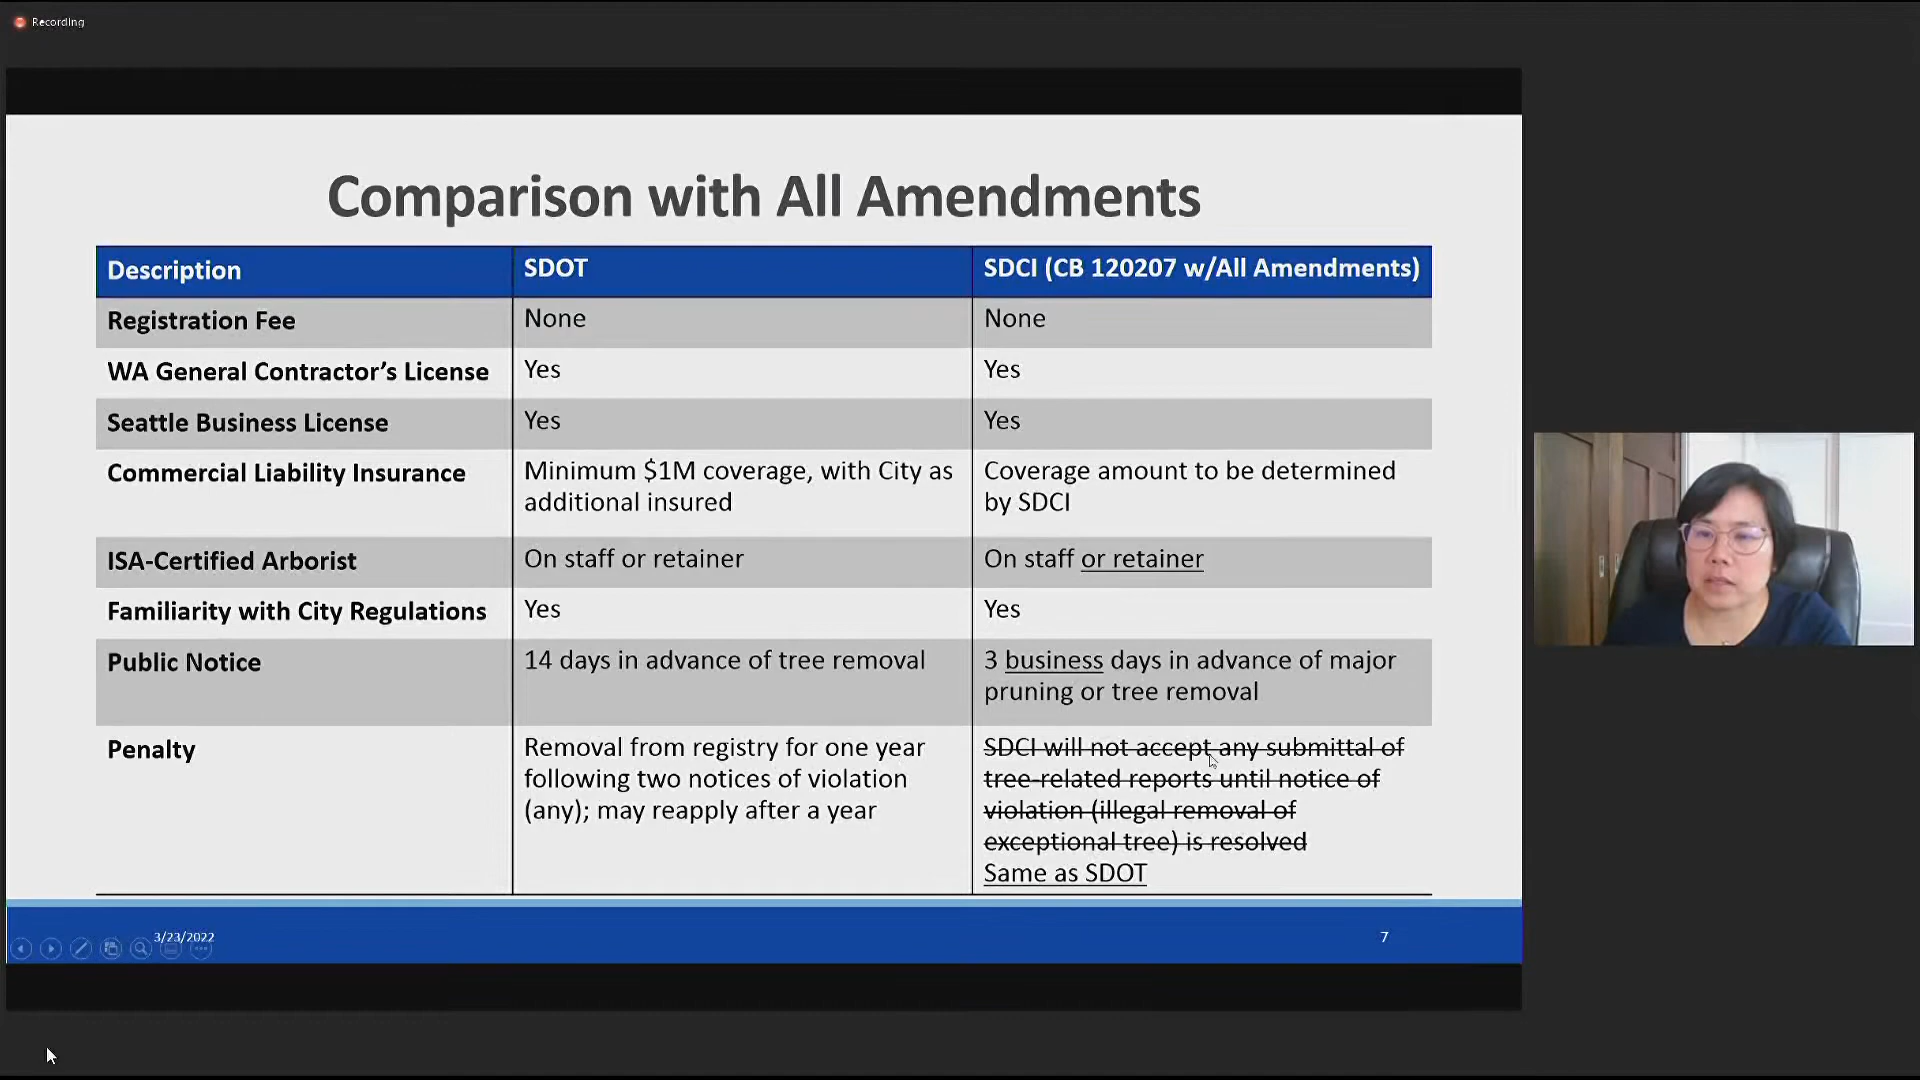 Recording
Comparison with All Amendments
Description
SDOT
SDCI (CB 120207 w/All Amendments)
Registration Fee
None
None
WA General Contractor’s License
Yes
Yes
Seattle Business License
Yes
Yes
Commercial Liability Insurance
Minimum $1M coverage, with City as
additional insured
Coverage amount to be determined
by SDCI
ISA-Certified Arborist
On staff or retainer
On staff or retainer
Familiarity with City Regulations
Yes
Yes
Public Notice
14 days in advance of tree removal
3 business days in advance of major
pruning or tree removal
Penalty
Removal from registry for one year
following two notices of violation
(any); may reapply after a year
SDCI will not accept any submittal of
tree-related reports until notice of
violation (illegal removal of
exceptional tree) is resolved
Same as SDOT
3/23/2022
7